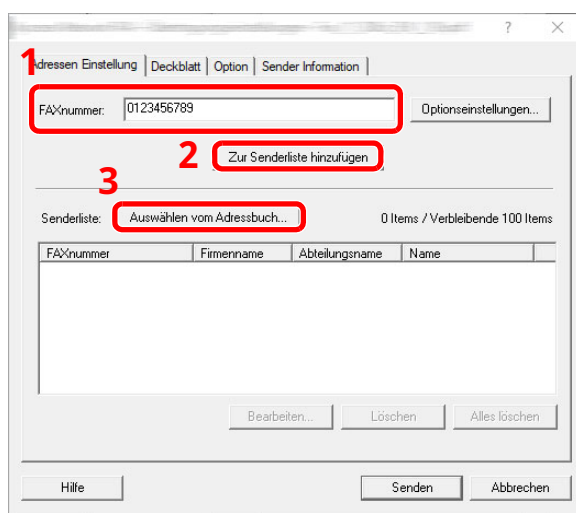 ?
1
Adressen Einstellung Deckblatt Option Sender Information
FAXnummer: 0123456789 Optionseinstellungen...
2 Zur Senderliste hinzufügen
3
Senderliste: Auswählen vom Adressbuch... 0 Items / Verbleibende 100 Items
FAXnummer Firmenname Abteilungsname Name
Bearbeiten... Löschen Alles löschen
Hilfe Senden Abbrechen